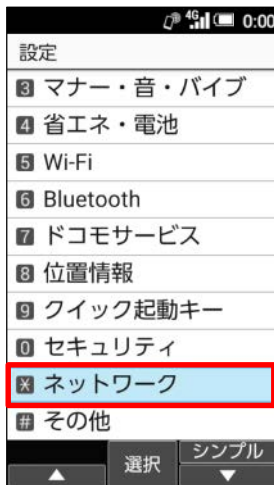 4G 0:00
設定
3 マナー・音・バイブ
4 省エネ・電池
5 Wi-Fi
6 Bluetooth
7 ドコモサービス
8 位置情報
9 クイック起動キー
0 セキュリティ
* ネットワーク
# その他
選択 シンプル